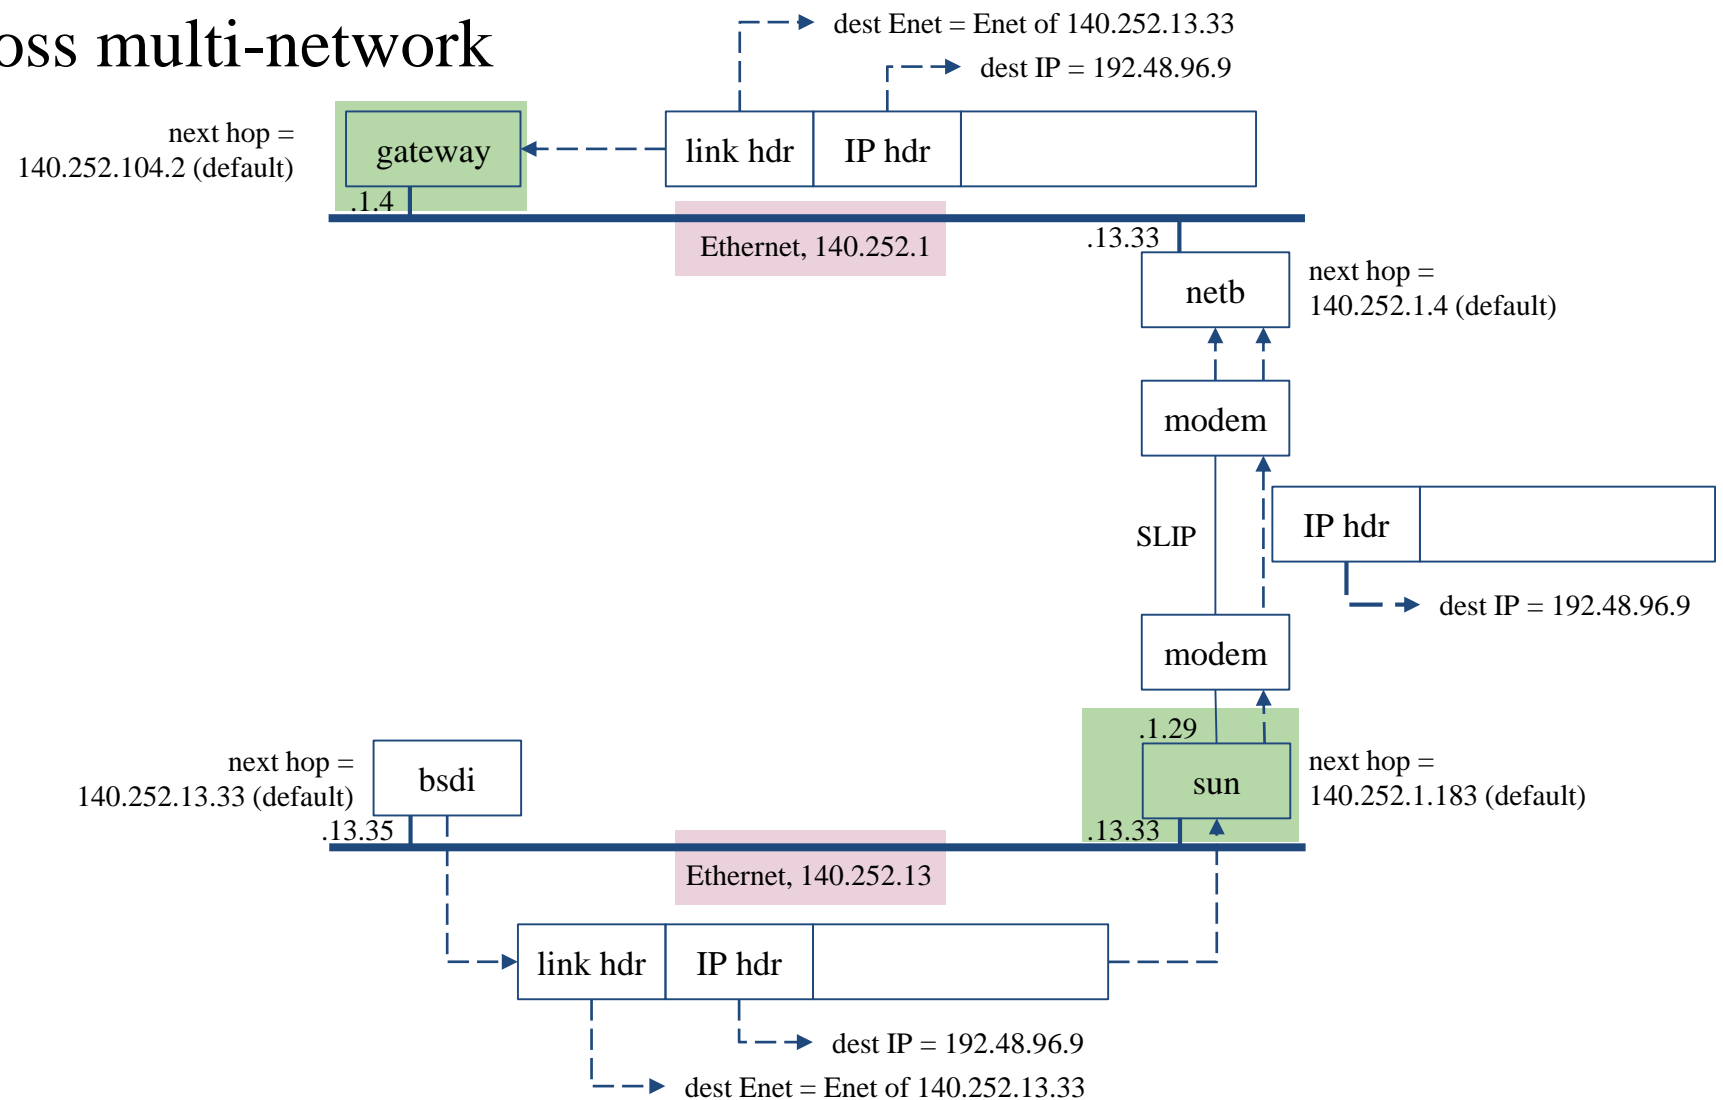 oss multi-network
dest Enet = Enet of 140.252.13.33
dest IP = 192.48.96.9
next hop =
140.252.104.2 (default)
gateway
link hdr
IP hdr
.1.4
Ethernet, 140.252.1
.13.33
netb
next hop =
140.252.1.4 (default)
modem
SLIP
IP hdr
dest IP = 192.48.96.9
modem
.1.29
next hop =
140.252.13.33 (default)
bsdi
sun
next hop =
140.252.1.183 (default)
.13.35
.13.33
Ethernet, 140.252.13
link hdr
IP hdr
dest IP = 192.48.96.9
dest Enet = Enet of 140.252.13.33